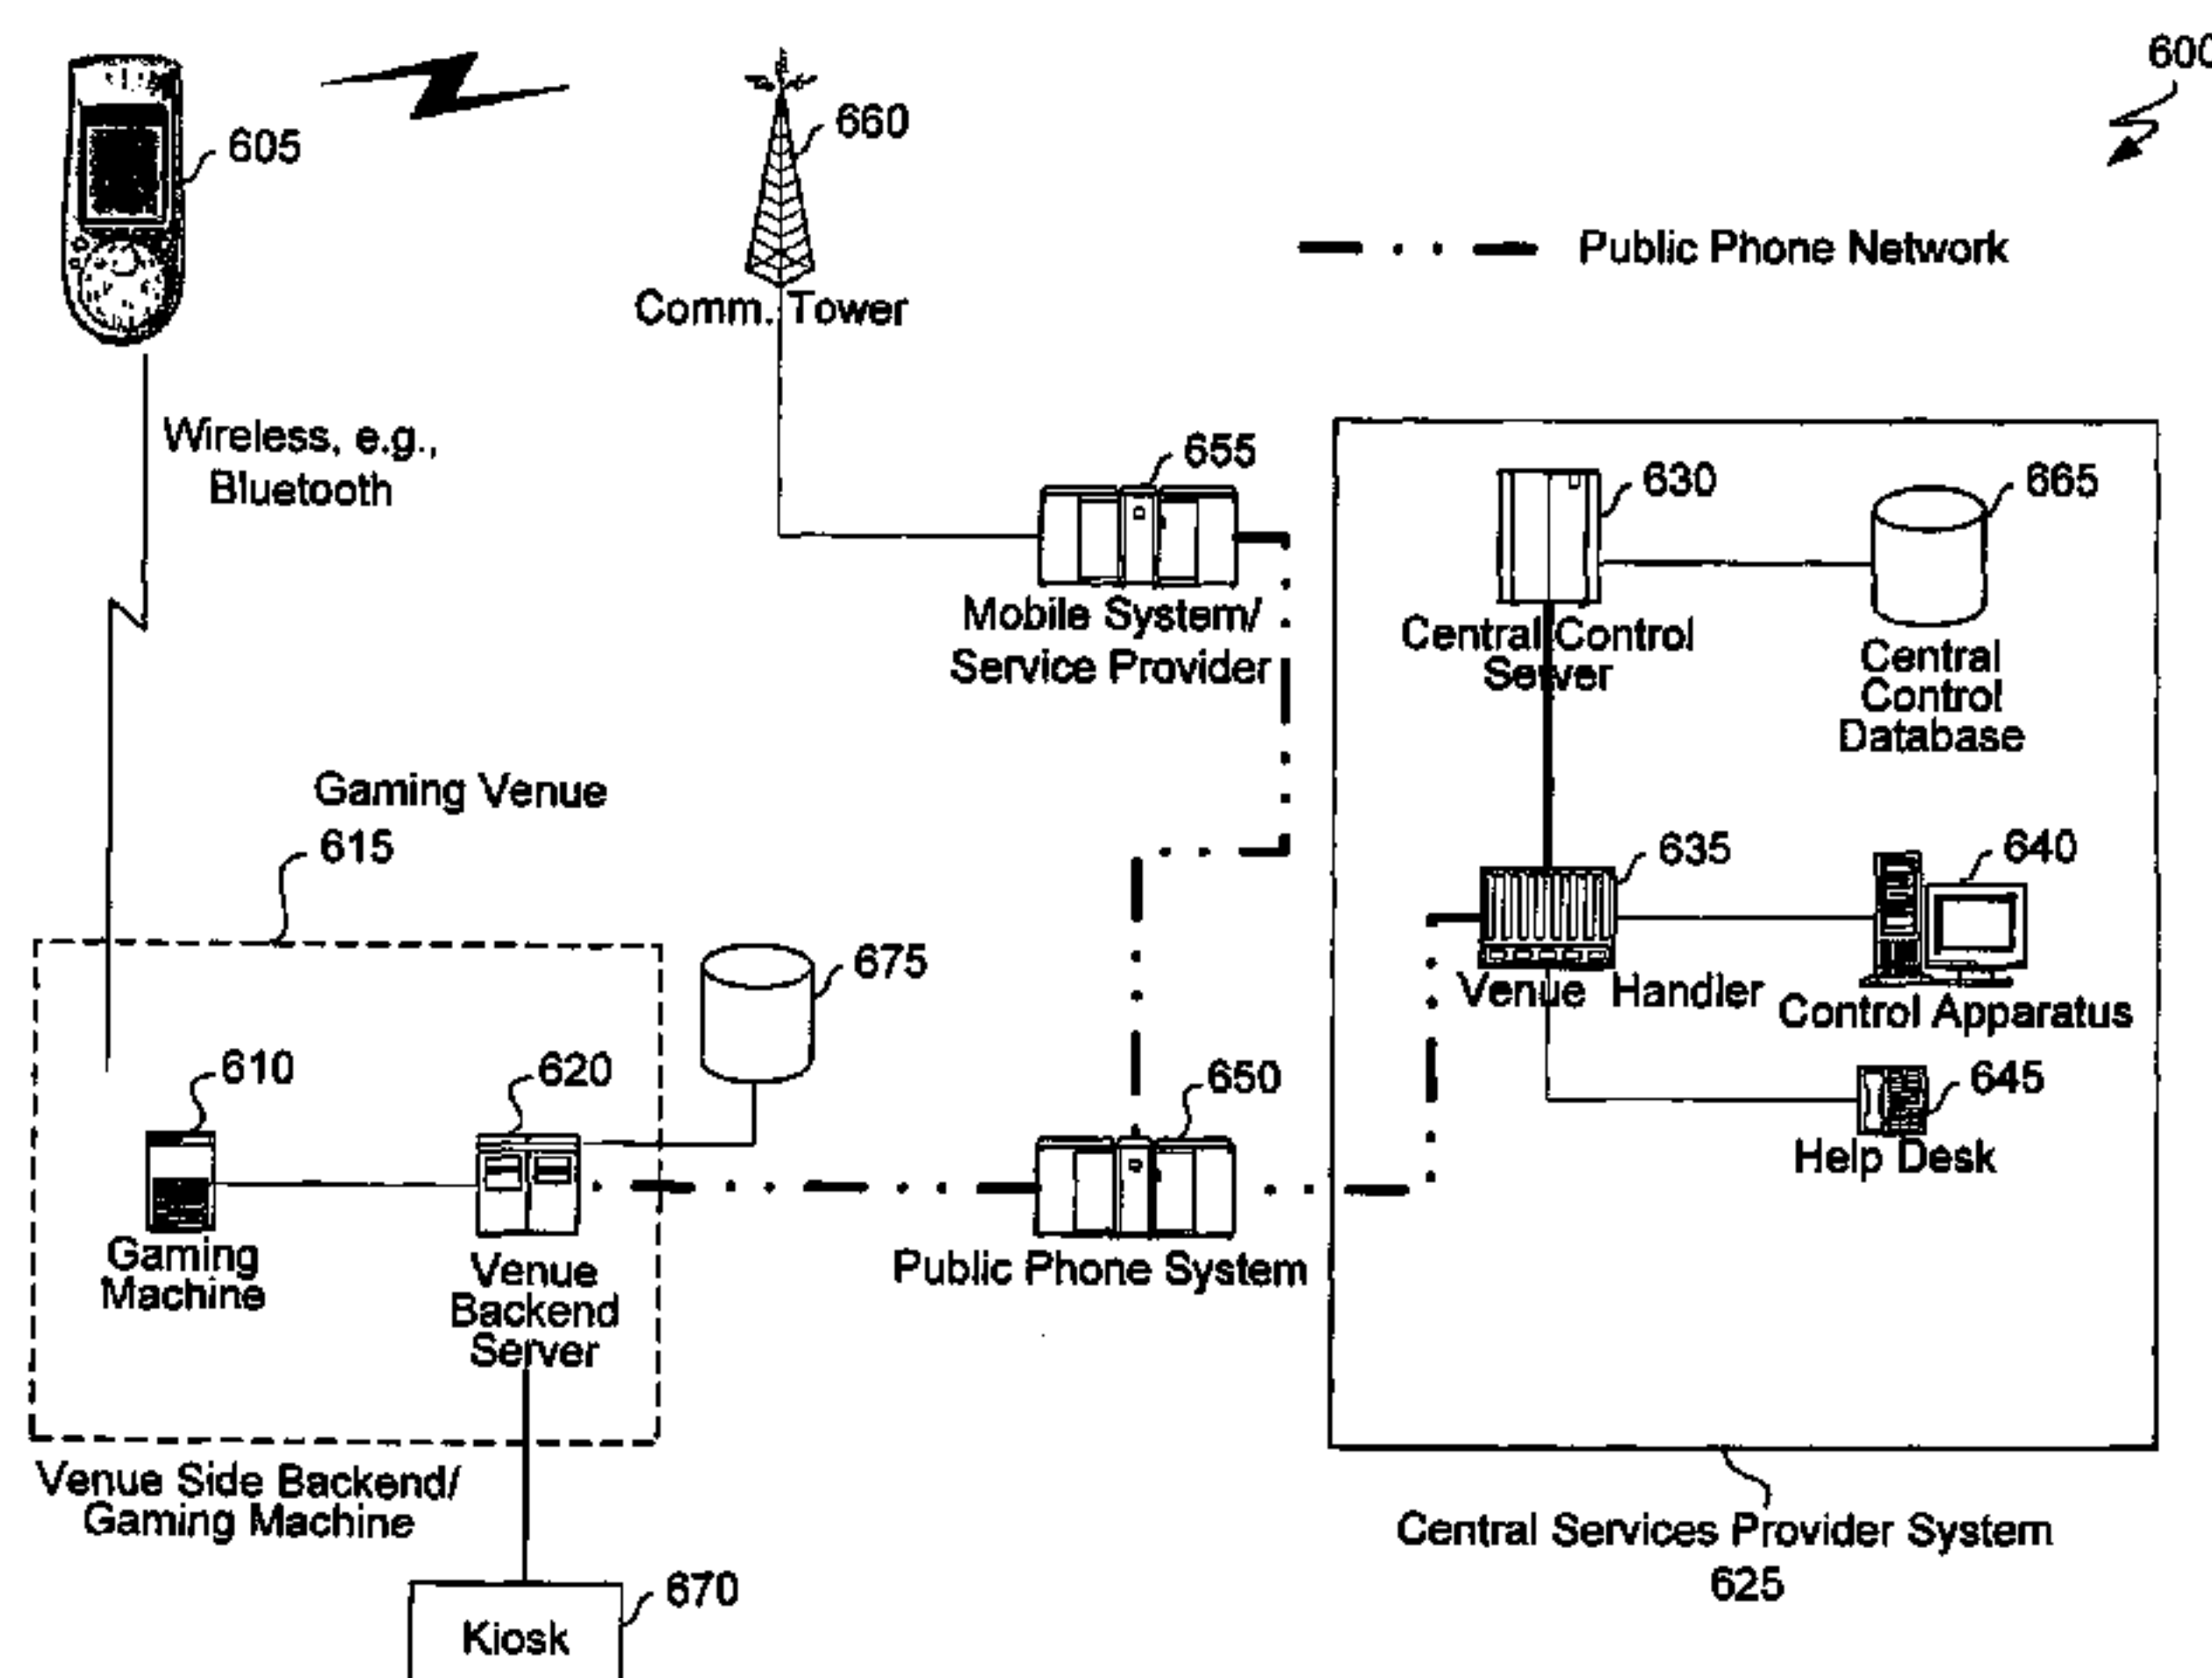 600
605
660
Public Phone Network
Comm. Tower
Wireless, e.g.,
Bluetooth
655
Mobile System/
Service Provider
630
665
Central Control
Server
Central
Control
Database
Gaming Venue
615
635
640
Venue Handler
Control Apparatus
675
610
620
650
645
Help Desk
Gaming
Machine
Venue
Backend
Server
Public Phone System
Venue Side Backend/
Gaming Machine
Central Services Provider System
625
670
Kiosk